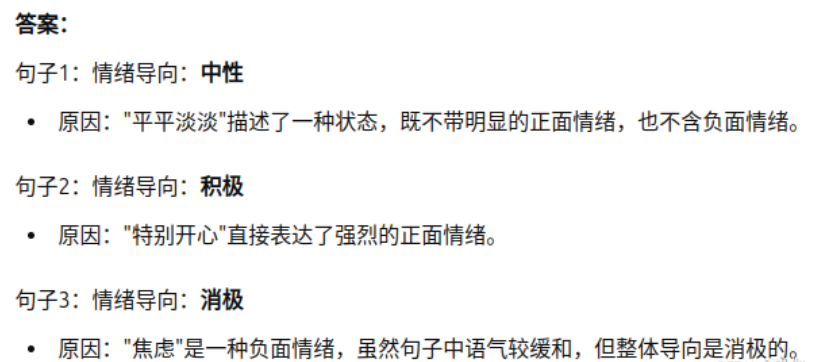 答案：
句子1：情绪导向：中性
• 原因："平平淡淡"描述了一种状态，既不带明显的正面情绪，也不含负面情绪。
句子2：情绪导向：积极
• 原因："特别开心"直接表达了强烈的正面情绪。
句子3：情绪导向：消极
• 原因："焦虑"是一种负面情绪，虽然句子中语气较缓和，但整体导向是消极的。